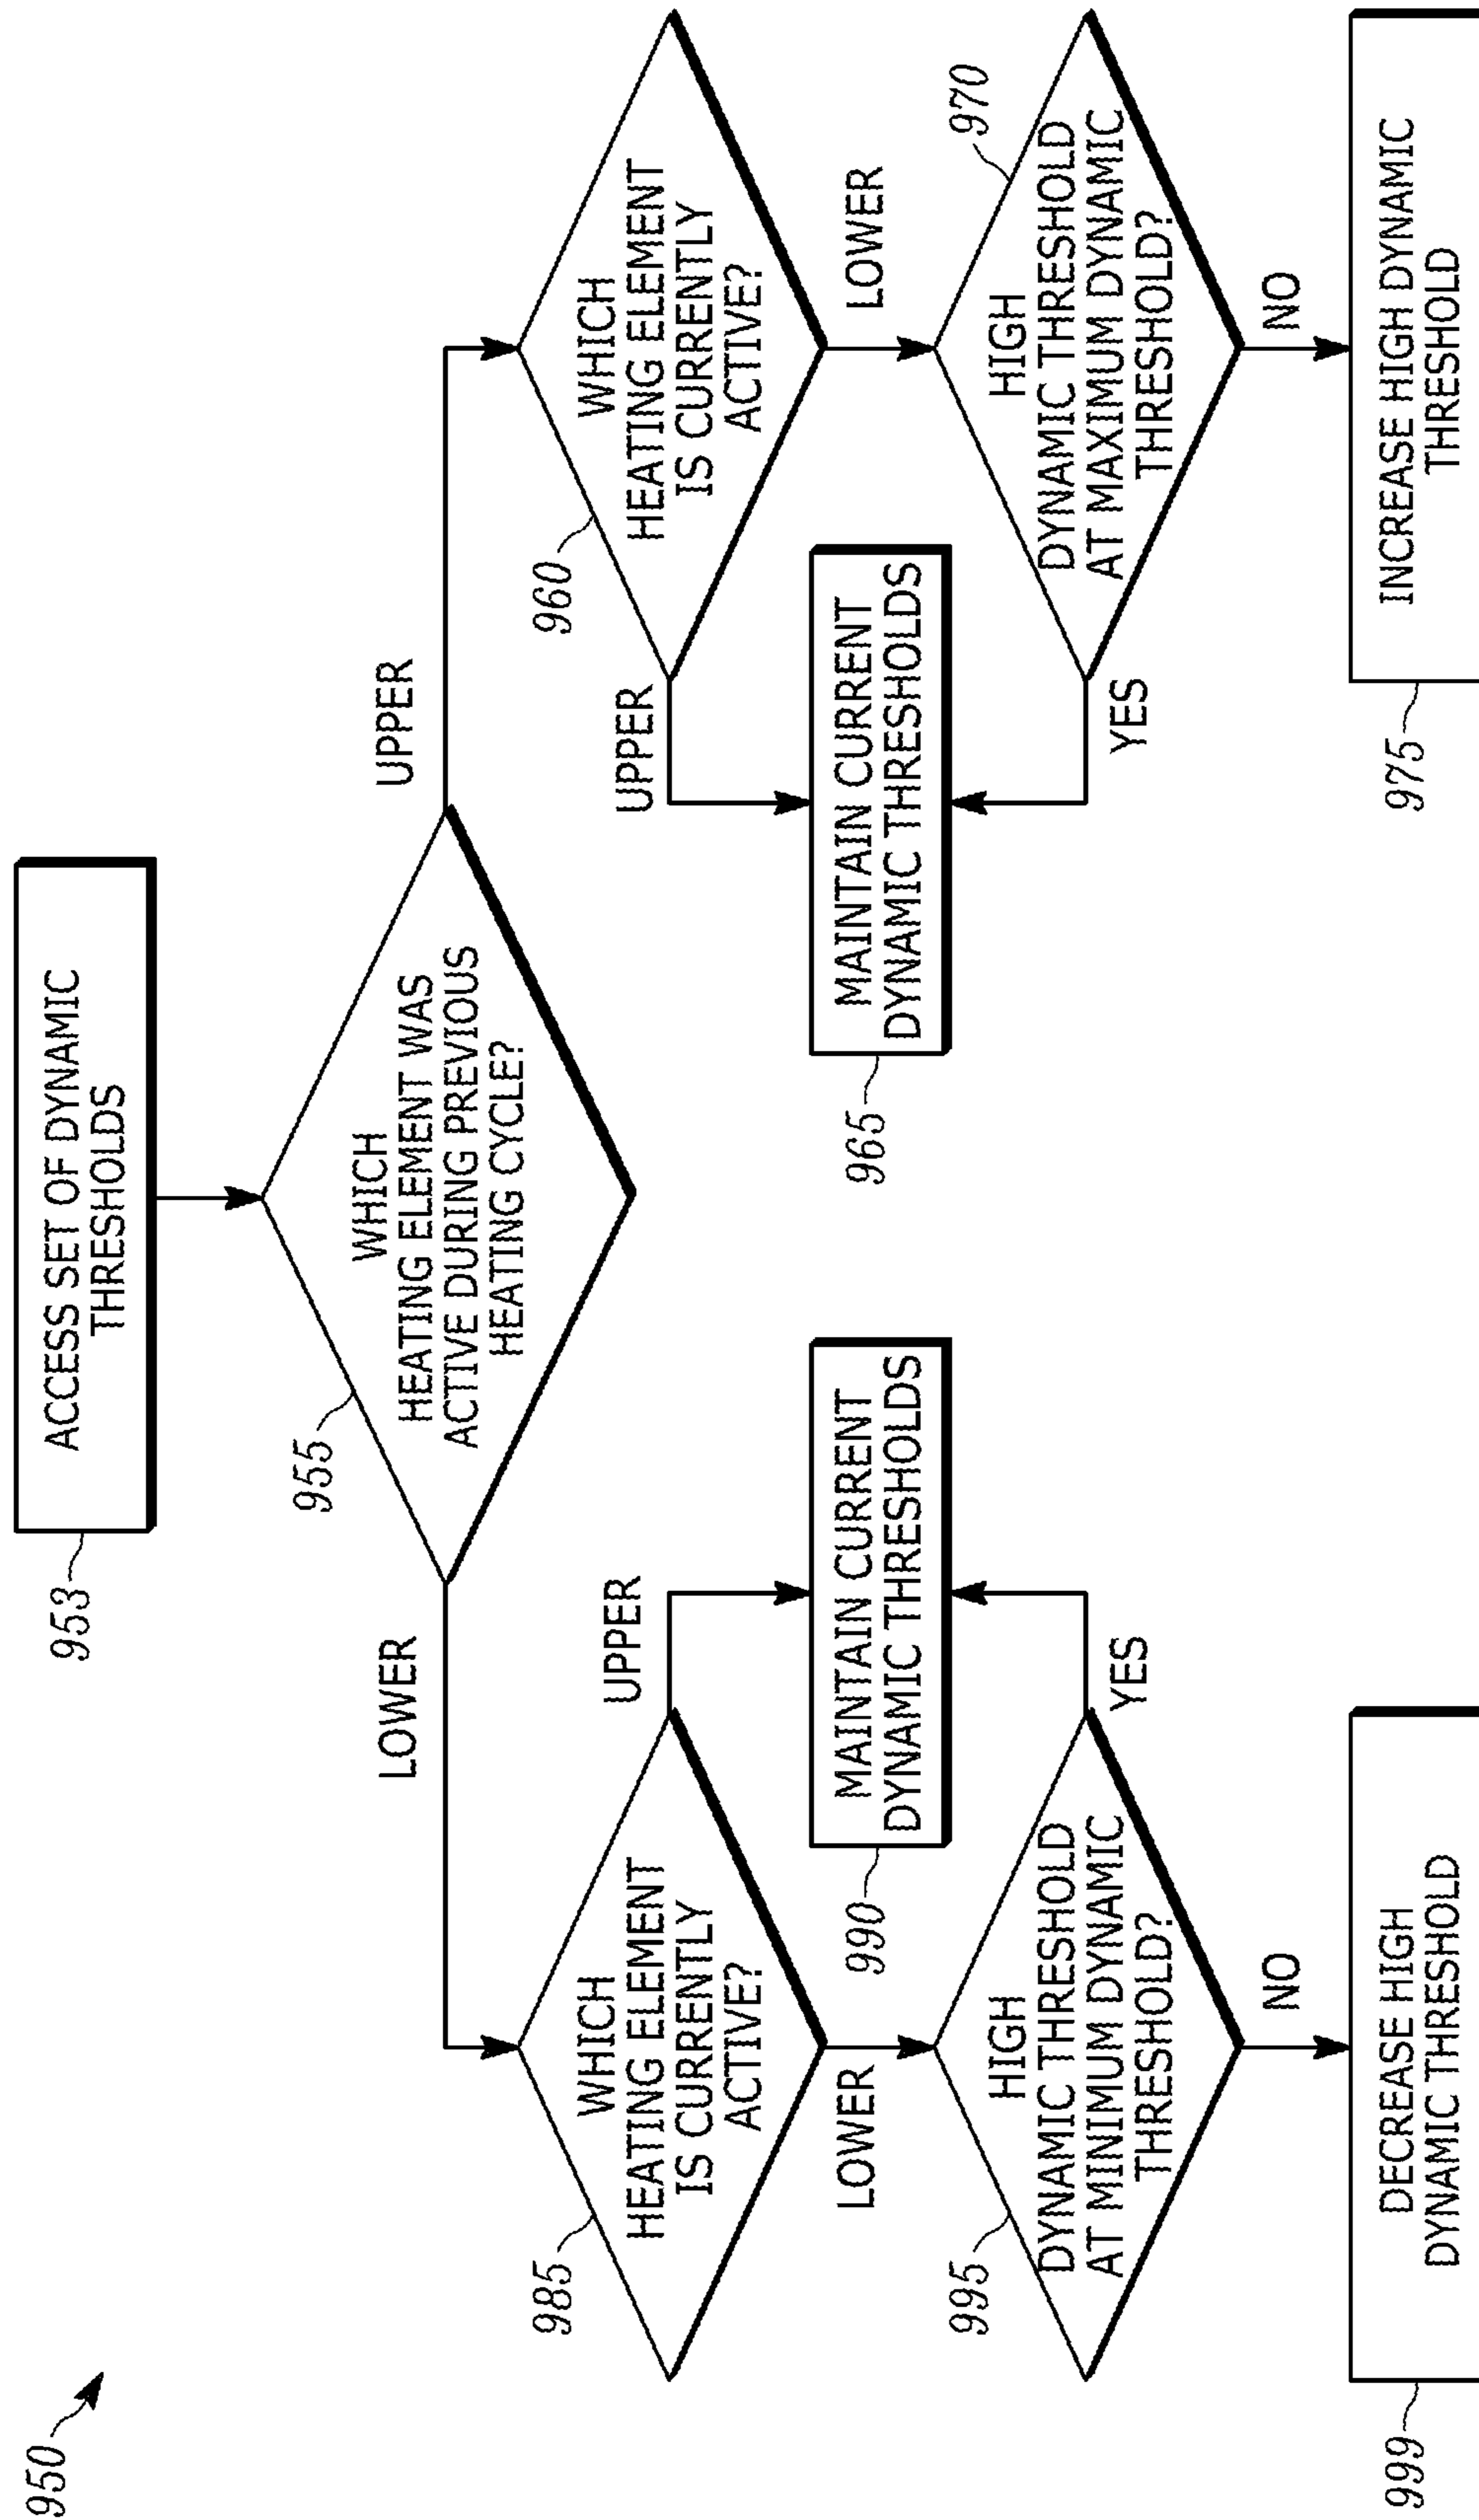 950
953
ACCESS SET OF DYNAMIC
THRESHOLDS
955
WHICH
HEATING ELEMENT WAS
ACTIVE DURING PREVIOUS
HEATING CYCLE?
LOWER
UPPER
985
WHICH
HEATING ELEMENT
IS CURRENTLY
ACTIVE?
UPPER
LOWER
990
MAINTAIN CURRENT
DYNAMIC THRESHOLDS
995
HIGH
DYNAMIC THRESHOLD
AT MINIMUM DYNAMIC
THRESHOLD?
YES
NO
999
DECREASE HIGH
DYNAMIC THRESHOLD
960
WHICH
HEATING ELEMENT
IS CURRENTLY
ACTIVE?
UPPER
LOWER
965
MAINTAIN CURRENT
DYNAMIC THRESHOLDS
970
HIGH
DYNAMIC THRESHOLD
AT MAXIMUM DYNAMIC
THRESHOLD?
YES
NO
975
INCREASE HIGH DYNAMIC
THRESHOLD